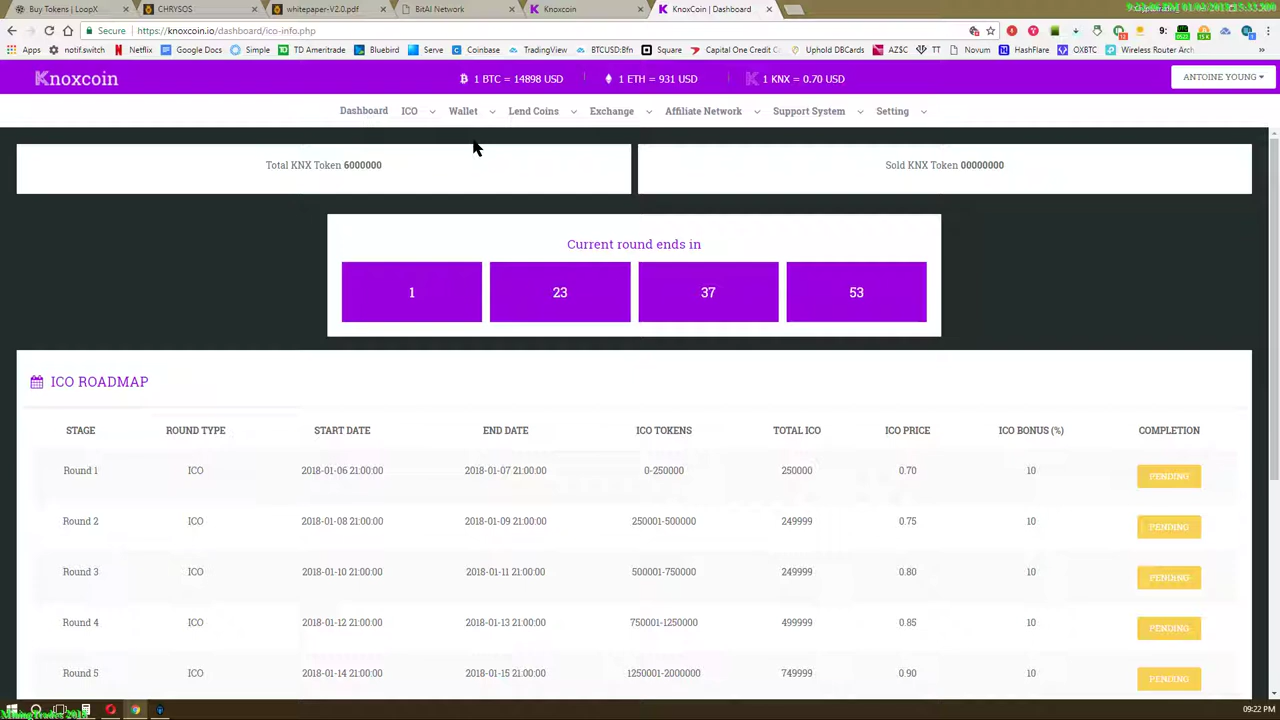 Buy Tokens | LoopX
CHRYSOS
whitepaper-V2.0.pdf
BitAI Network
Knoxcoin
KnoxCoin | Dashboard
Secure https://knoxcoin.io/dashboard/ico-info.php
Apps notif.switch Netflix Google Docs Simple TD Ameritrade Bluebird Serve Coinbase TradingView BTCUSD:Bfn Square Capital One Credit C Uphold DBCards AZSC TT Novum HashFlare OXBTC Wireless Router Arch
Knoxcoin
1 BTC = 14898 USD
1 ETH = 931 USD
1 KNX = 0.70 USD
ANTOINE YOUNG
Dashboard ICO Wallet Lend Coins Exchange Affiliate Network Support System Setting
Total KNX Token 6000000
Sold KNX Token 00000000
Current round ends in
1 23 37 53
ICO ROADMAP
STAGE ROUND TYPE START DATE END DATE ICO TOKENS TOTAL ICO ICO PRICE ICO BONUS (%) COMPLETION
Round 1 ICO 2018-01-06 21:00:00 2018-01-07 21:00:00 0-250000 250000 0.70 10 PENDING
Round 2 ICO 2018-01-08 21:00:00 2018-01-09 21:00:00 250001-500000 249999 0.75 10 PENDING
Round 3 ICO 2018-01-10 21:00:00 2018-01-11 21:00:00 500001-750000 249999 0.80 10 PENDING
Round 4 ICO 2018-01-12 21:00:00 2018-01-13 21:00:00 750001-1250000 499999 0.85 10 PENDING
Round 5 ICO 2018-01-14 21:00:00 2018-01-15 21:00:00 1250001-2000000 749999 0.90 10 PENDING
09:22 PM